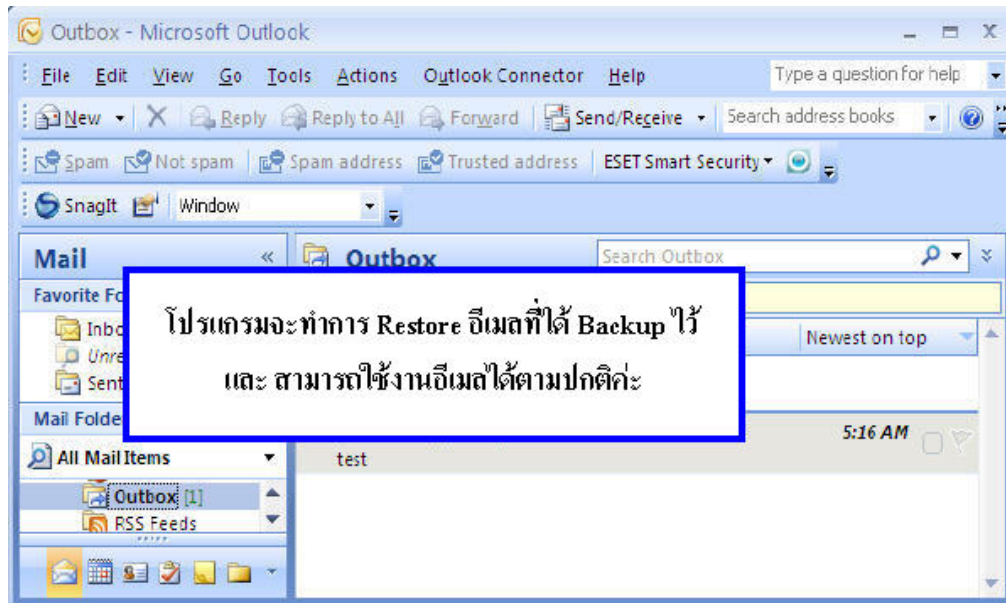 Outbox - Microsoft Outlook
File Edit View Go Tools Actions Outlook Connector Help Type a question for help
New Reply Reply to All Forward Send/Receive Search address books
Spam Not spam Spam address Trusted address ESET Smart Security
SnagIt Window
Mail « Outbox Search Outbox
Favorite Fo
โปรแกรมจะทำการ Restore อีเมลที่ได้ Backup ไว้
และ สามารถใช้งานอีเมลได้ตามปกติค่ะ
Inbo
Unre
Sent
Newest on top
Mail Folde
5:16 AM
All Mail Items
test
Outbox [1]
RSS Feeds